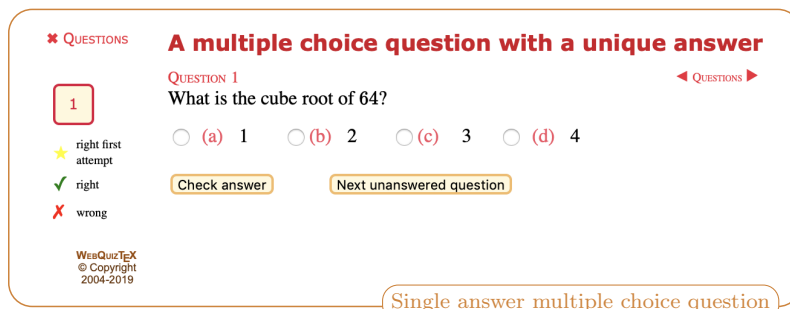 ✖ QUESTIONS
A multiple choice question with a unique answer
QUESTION 1
◀ QUESTIONS ▶
What is the cube root of 64?
1
(a) 1 (b) 2 (c) 3 (d) 4
right first
attempt
right
wrong
Check answer Next unanswered question
WEBQUIZTEX
© Copyright
2004-2019
Single answer multiple choice question